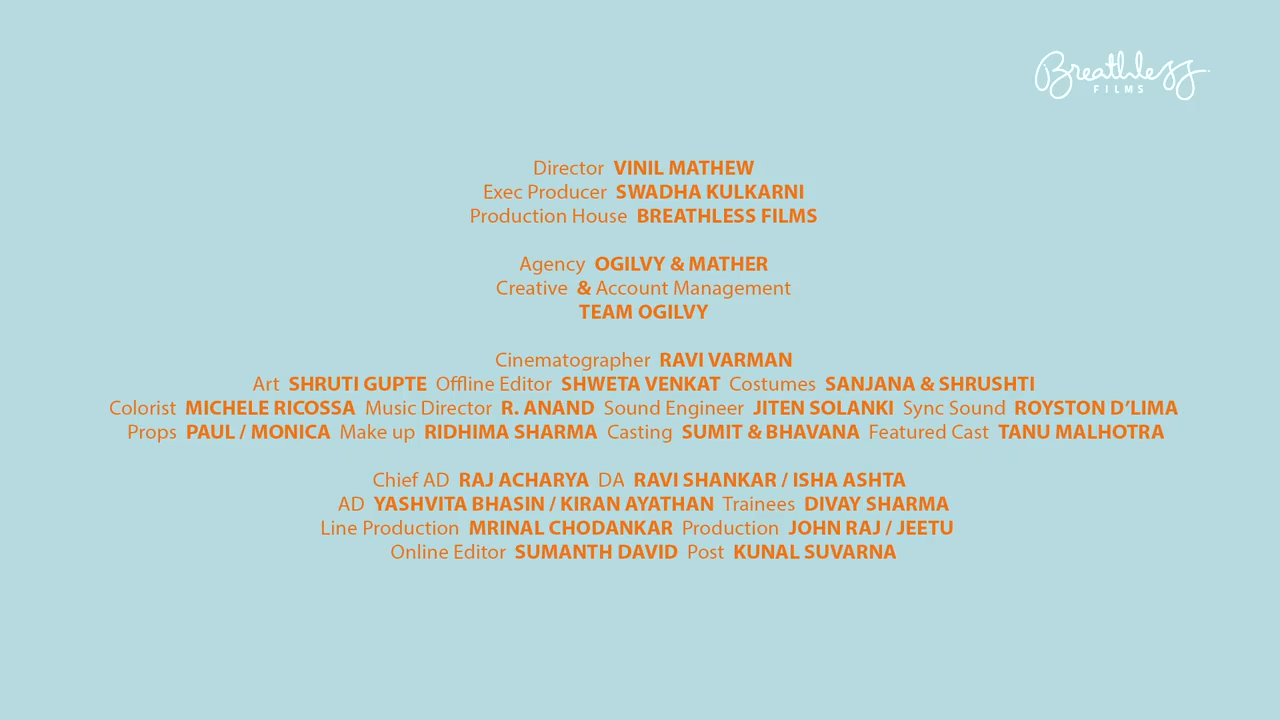 Breathless
FILMS
Director VINIL MATHEW
Exec Producer SWADHA KULKARNI
Production House BREATHLESS FILMS
Agency OGILVY & MATHER
Creative & Account Management
TEAM OGILVY
Cinematographer RAVI VARMAN
Art SHRUTI GUPTE Offline Editor SHWETA VENKAT Costumes SANJANA & SHRUSHTI
Colorist MICHELE RICOSSA Music Director R. ANAND Sound Engineer JITEN SOLANKI Sync Sound ROYSTON D’LIMA
Props PAUL / MONICA Make up RIDHIMA SHARMA Casting SUMIT & BHAVANA Featured Cast TANU MALHOTRA
Chief AD RAJ ACHARYA DA RAVI SHANKAR / ISHA ASHTA
AD YASHVITA BHASIN / KIRAN AYATHAN Trainees DIVAY SHARMA
Line Production MRINAL CHODANKAR Production JOHN RAJ / JEETU
Online Editor SUMANTH DAVID Post KUNAL SUVARNA